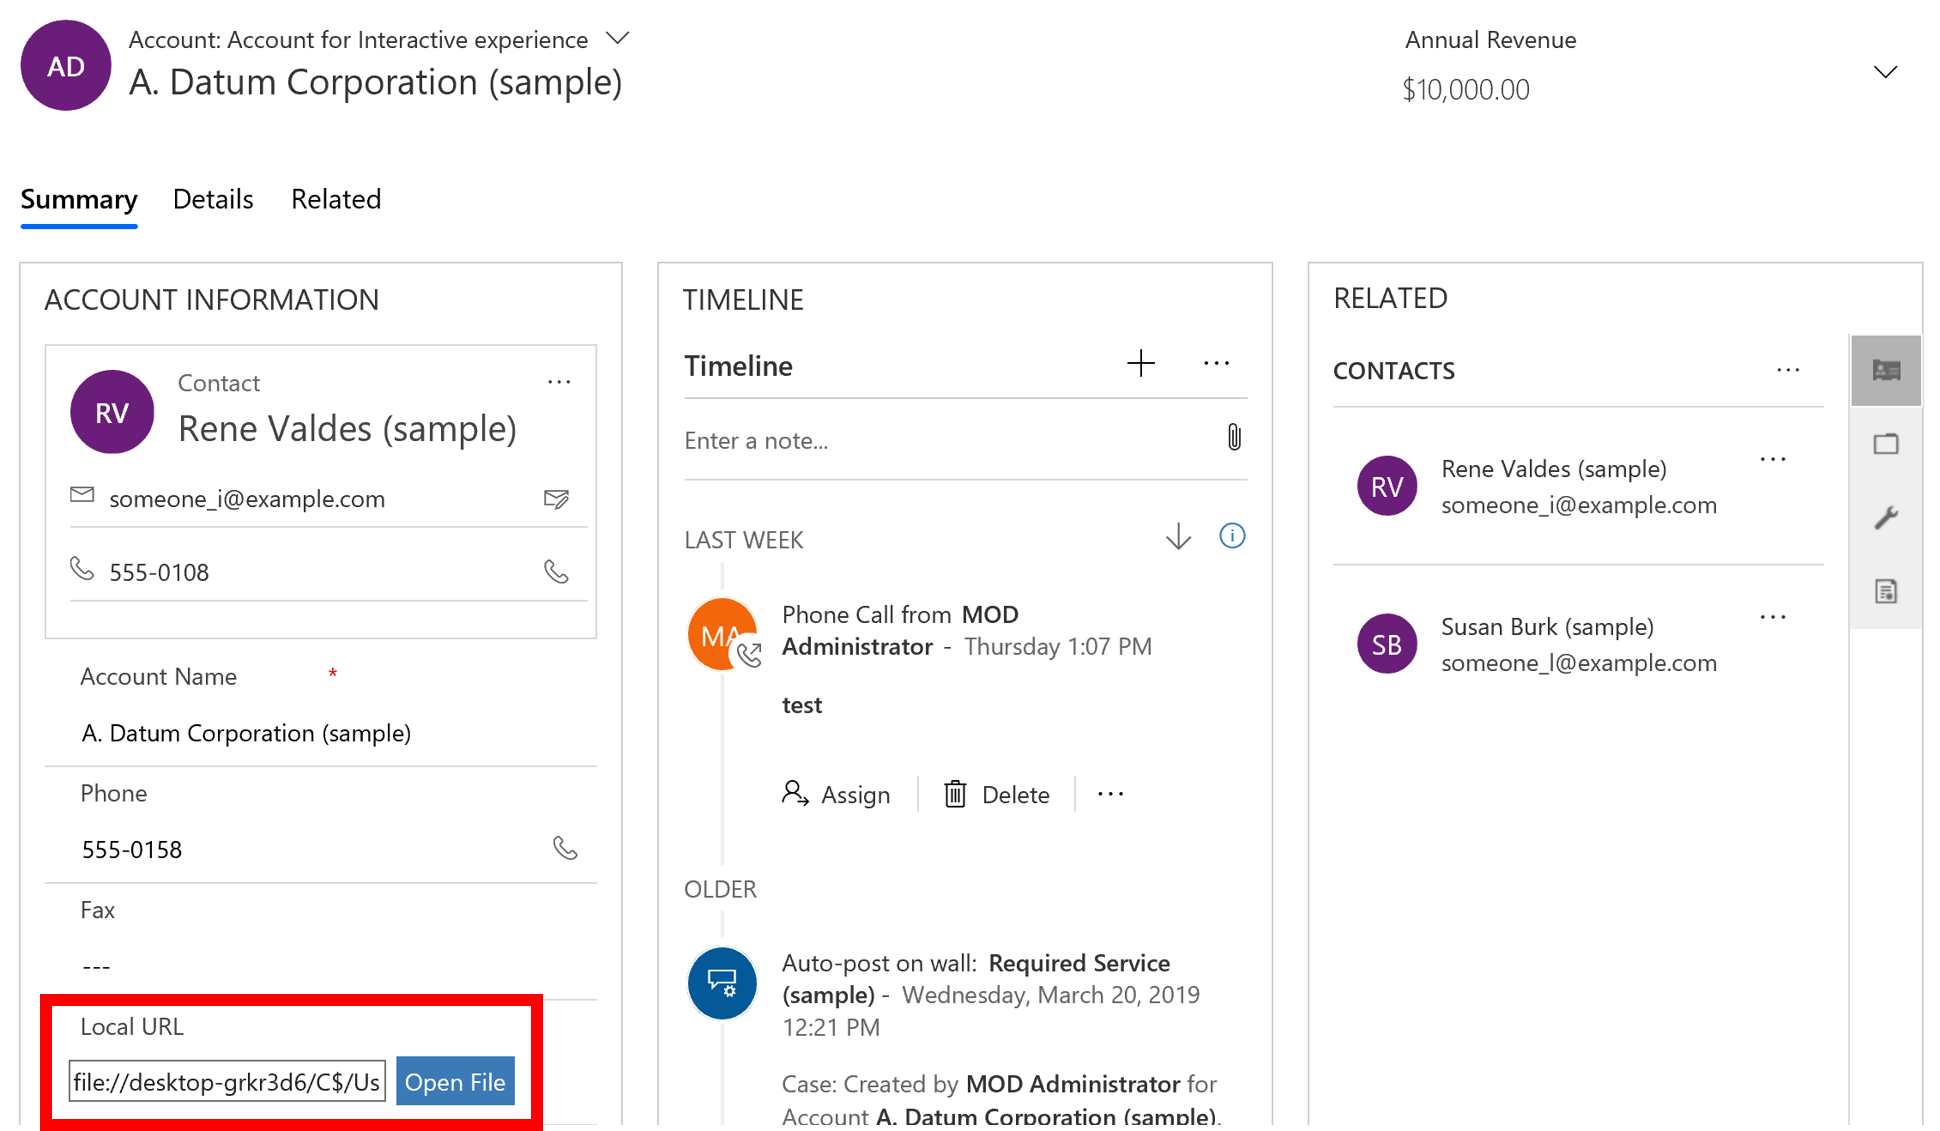 AD
Account: Account for Interactive experience
A. Datum Corporation (sample)
Annual Revenue
$10,000.00
Summary
Details
Related
ACCOUNT INFORMATION
RV
Contact
...
Rene Valdes (sample)
someone_i@example.com
555-0108
Account Name *
A. Datum Corporation (sample)
Phone
555-0158
Fax
---
Local URL
file://desktop-grkr3d6/C$/Us
Open File
TIMELINE
Timeline
...
Enter a note...
LAST WEEK
MA
Phone Call from MOD
Administrator - Thursday 1:07 PM
test
Assign
Delete
...
OLDER
Auto-post on wall: Required Service
(sample) - Wednesday, March 20, 2019
12:21 PM
Case: Created by MOD Administrator for
Account A. Datum Corporation (sample).
RELATED
CONTACTS
...
RV
Rene Valdes (sample)
...
someone_i@example.com
SB
Susan Burk (sample)
...
someone_l@example.com